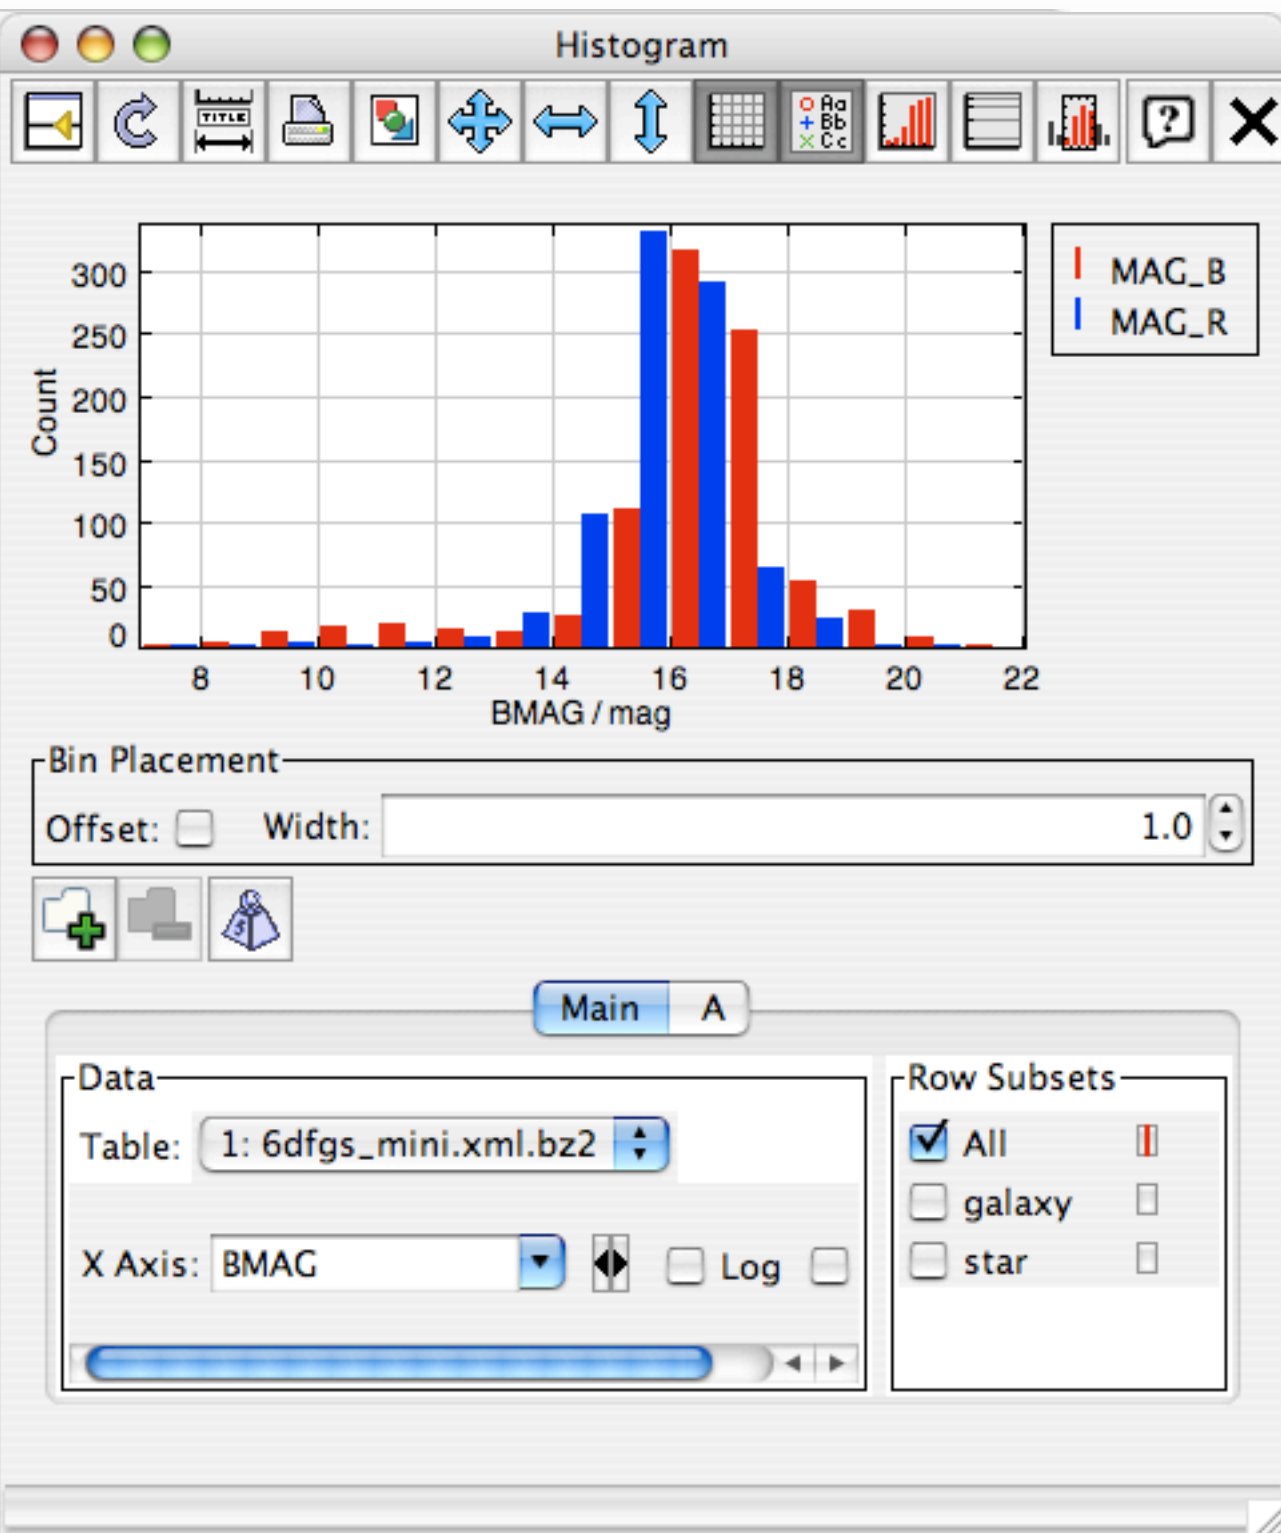 Histogram
TITLE
Aa
Bb
Cc
?
300
250
200
150
100
50
0
Count
8 10 12 14 16 18 20 22
BMAG / mag
MAG_B
MAG_R
Bin Placement
Offset: Width: 1.0
5
Main A
Data
Table: 1: 6dfgs_mini.xml.bz2
X Axis: BMAG Log
Row Subsets
All
galaxy
star